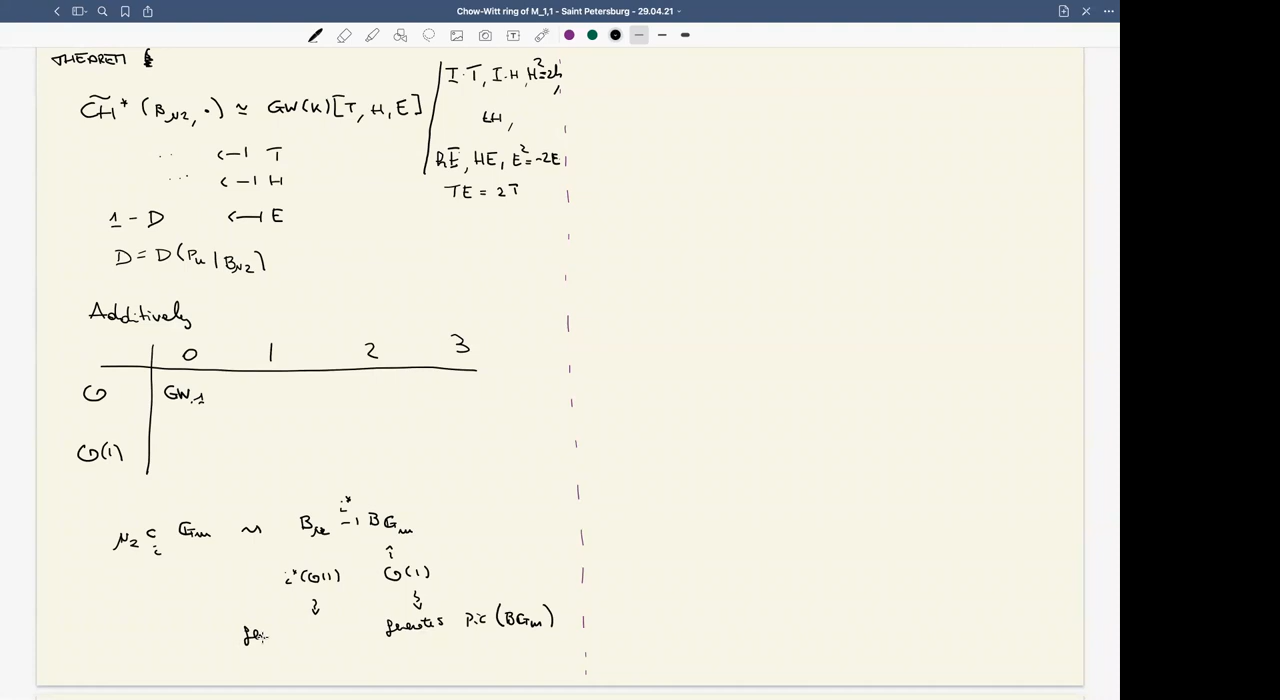 Chow-Witt ring of M_1,1 - Saint Petersburg - 29.04.21
THEOREM
C̃H* (Bμ2, •) ≃ GW(K)[T, H, E] / I·T, I·H, H²=2h,
.. ← T
... ← H
hE, HE, E²=-2E
1 - D ← E
TE = 2T
D = D(Pu | Bμ2)
Additively
0 1 2 3
O GW.1
O(1)
μ2 ⊂ Gm ~ Bμ2 → BGm
i i*
i*(O(1)) O(1)
generates Pic(BGm)